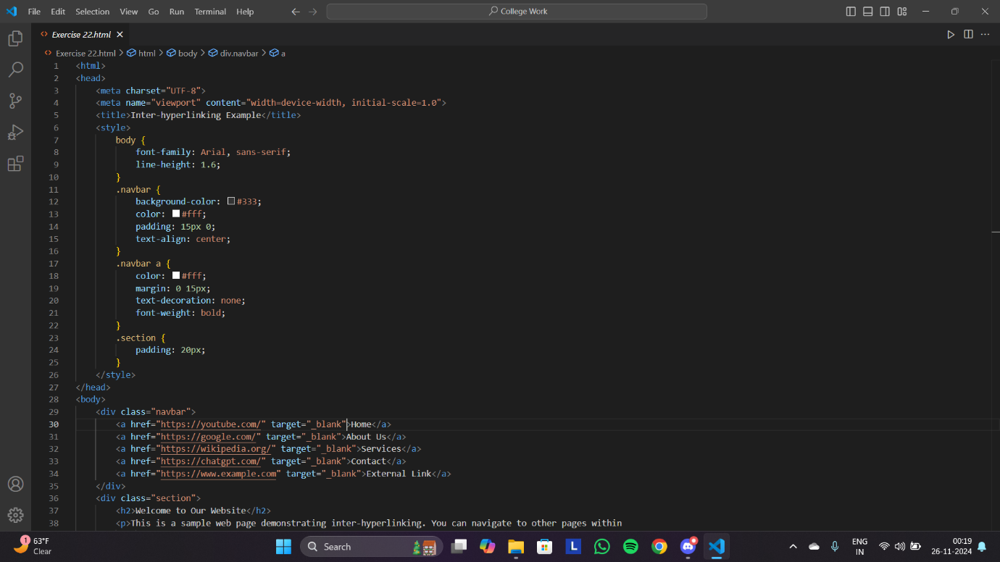 File Edit Selection View Go Run Terminal Help College Work
Exercise 22.html
Exercise 22.html html body div.navbar a
1 <html>
2 <head>
3 <meta charset="UTF-8">
4 <meta name="viewport" content="width=device-width, initial-scale=1.0">
5 <title>Inter-hyperlinking Example</title>
6 <style>
7 body {
8 font-family: Arial, sans-serif;
9 line-height: 1.6;
10 }
11 .navbar {
12 background-color: #333;
13 color: #fff;
14 padding: 15px 0;
15 text-align: center;
16 }
17 .navbar a {
18 color: #fff;
19 margin: 0 15px;
20 text-decoration: none;
21 font-weight: bold;
22 }
23 .section {
24 padding: 20px;
25 }
26 </style>
27 </head>
28 <body>
29 <div class="navbar">
30 <a href="https://youtube.com/" target="_blank">Home</a>
31 <a href="https://google.com/" target="_blank">About Us</a>
32 <a href="https://wikipedia.org/" target="_blank">Services</a>
33 <a href="https://chatgpt.com/" target="_blank">Contact</a>
34 <a href="https://www.example.com" target="_blank">External Link</a>
35 </div>
36 <div class="section">
37 <h2>Welcome to Our Website</h2>
38 <p>This is a sample web page demonstrating inter-hyperlinking. You can navigate to other pages within
1 63°F
Clear
Search
L
ENG
IN
00:19
26-11-2024